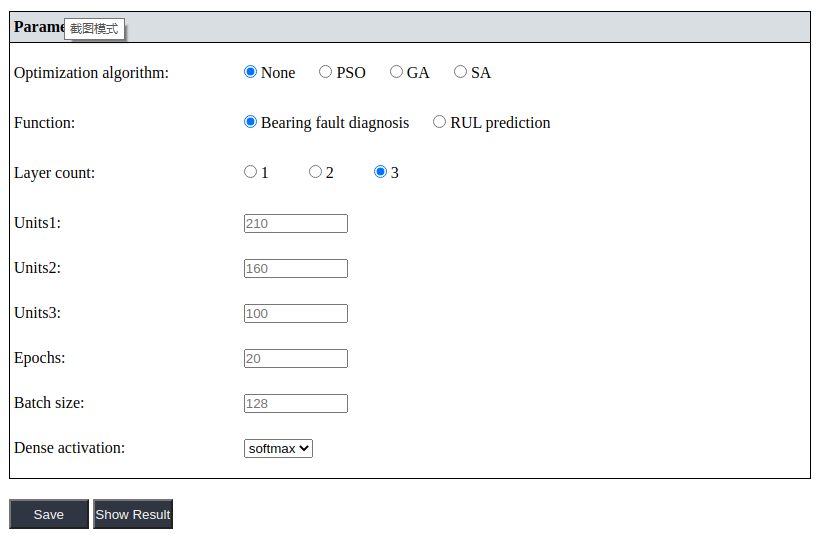 Parame
截图模式
Optimization algorithm: None PSO GA SA
Function: Bearing fault diagnosis RUL prediction
Layer count: 1 2 3
Units1: 210
Units2: 160
Units3: 100
Epochs: 20
Batch size: 128
Dense activation: softmax
Save Show Result